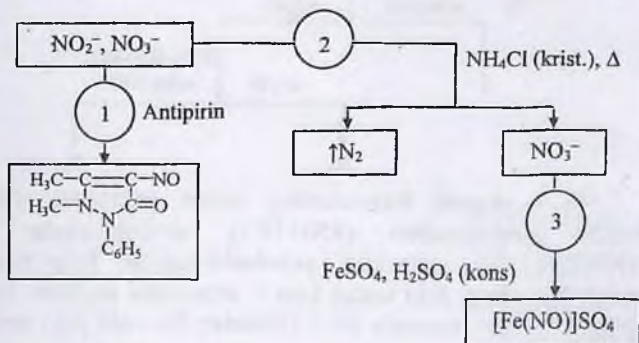 NO₂⁻, NO₃⁻
2
NH₄Cl (krist.), Δ
1
Antipirin
↑N₂
NO₃⁻
H₃C–C=C–NO
H₃C–N C=O
N
C₆H₅
3
FeSO₄, H₂SO₄ (kons)
[Fe(NO)]SO₄